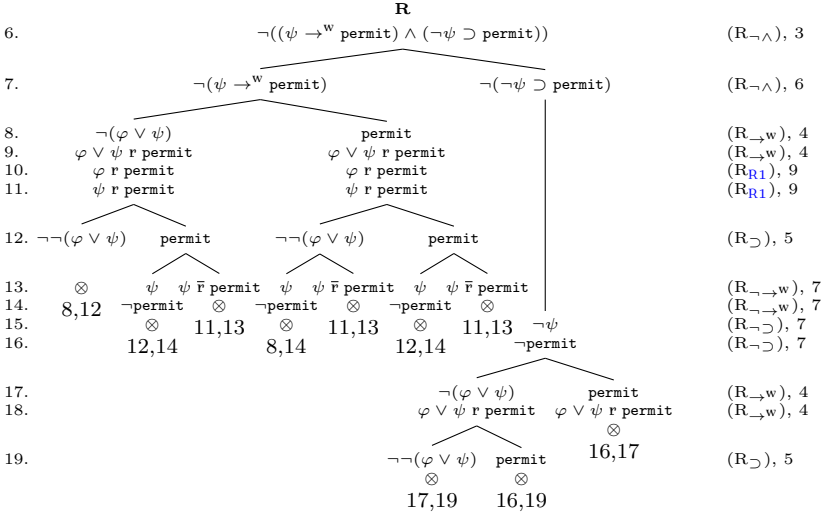 R
6. ¬((ψ →ʷ permit) ∧ (¬ψ ⊃ permit)) (R¬∧), 3
7. ¬(ψ →ʷ permit) ¬(¬ψ ⊃ permit) (R¬∧), 6
8. ¬(φ ∨ ψ) permit (R→w), 4
9. φ ∨ ψ r permit φ ∨ ψ r permit (R→w), 4
10. φ r permit φ r permit (RR1), 9
11. ψ r permit ψ r permit (RR1), 9
12. ¬¬(φ ∨ ψ) permit ¬¬(φ ∨ ψ) permit (R⊃), 5
13. ⊗ ψ ψ r̄ permit ψ ψ r̄ permit ψ ψ r̄ permit (R¬→w), 7
14. 8,12 ¬permit ⊗ ¬permit ⊗ ¬permit ⊗ (R¬→w), 7
15. ⊗ 11,13 ⊗ 11,13 ⊗ 11,13 ¬ψ (R¬⊃), 7
16. 12,14 8,14 12,14 ¬permit (R¬⊃), 7
17. ¬(φ ∨ ψ) permit (R→w), 4
18. φ ∨ ψ r permit φ ∨ ψ r permit (R→w), 4
⊗
16,17
19. ¬¬(φ ∨ ψ) permit (R⊃), 5
⊗ ⊗
17,19 16,19